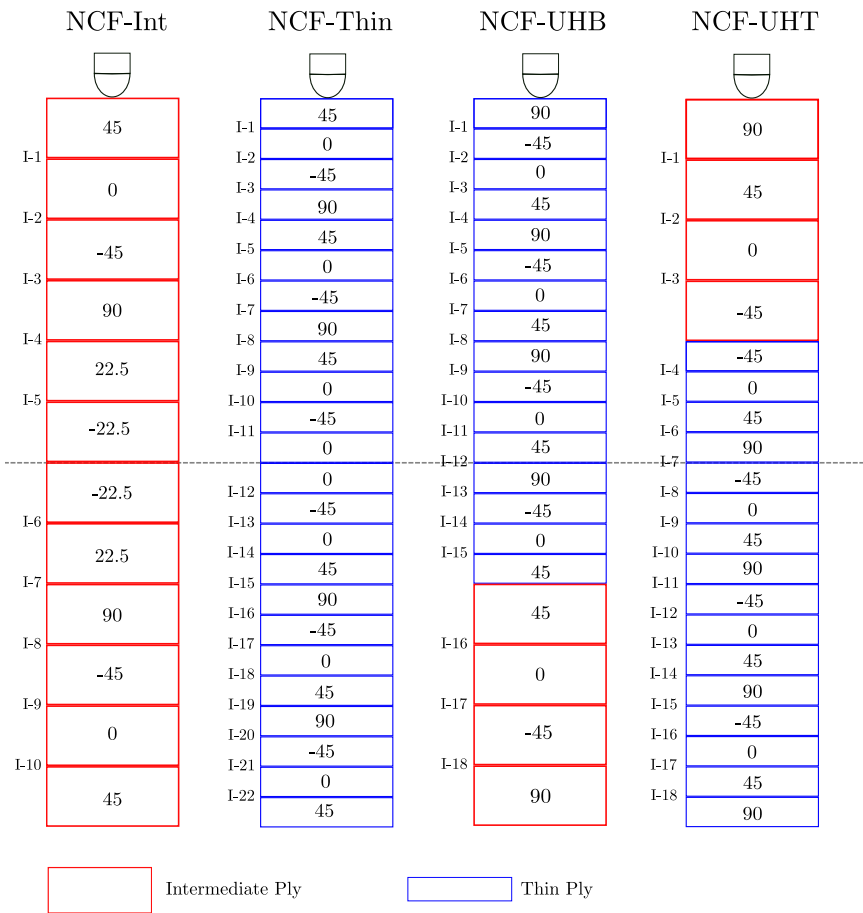 NCF-Int
NCF-Thin
NCF-UHB
NCF-UHT
45
I-1
0
I-2
-45
I-3
90
I-4
22.5
I-5
-22.5
-22.5
I-6
22.5
I-7
90
I-8
-45
I-9
0
I-10
45
45
I-1
0
I-2
-45
I-3
90
I-4
45
I-5
0
I-6
-45
I-7
90
I-8
45
I-9
0
I-10
-45
I-11
0
0
I-12
-45
I-13
0
I-14
45
I-15
90
I-16
-45
I-17
0
I-18
45
I-19
90
I-20
-45
I-21
0
I-22
45
90
I-1
-45
I-2
0
I-3
45
I-4
90
I-5
-45
I-6
0
I-7
45
I-8
90
I-9
-45
I-10
0
I-11
45
I-12
90
I-13
-45
I-14
0
I-15
45
45
I-16
0
I-17
-45
I-18
90
90
I-1
45
I-2
0
I-3
-45
-45
I-4
0
I-5
45
I-6
90
I-7
-45
I-8
0
I-9
45
I-10
90
I-11
-45
I-12
0
I-13
45
I-14
90
I-15
-45
I-16
0
I-17
45
I-18
90
Intermediate Ply
Thin Ply